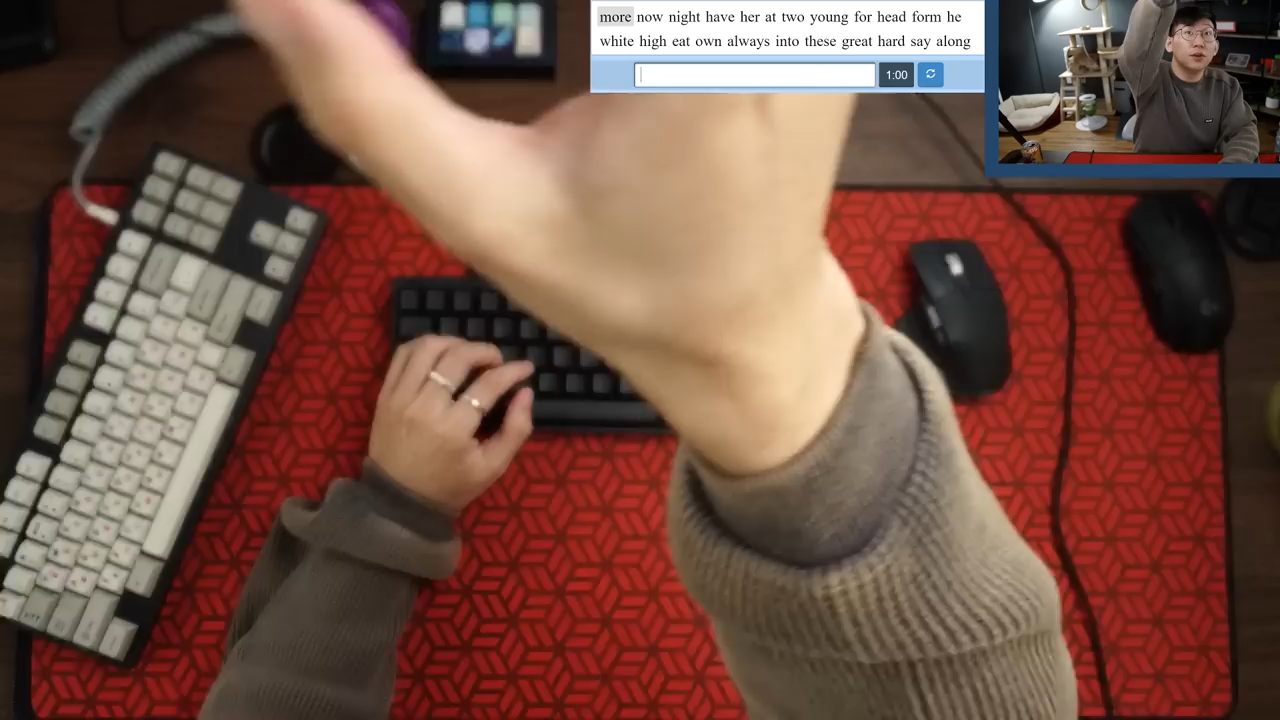 more now night have her at two young for head form he
white high eat own always into these great hard say along
1:00